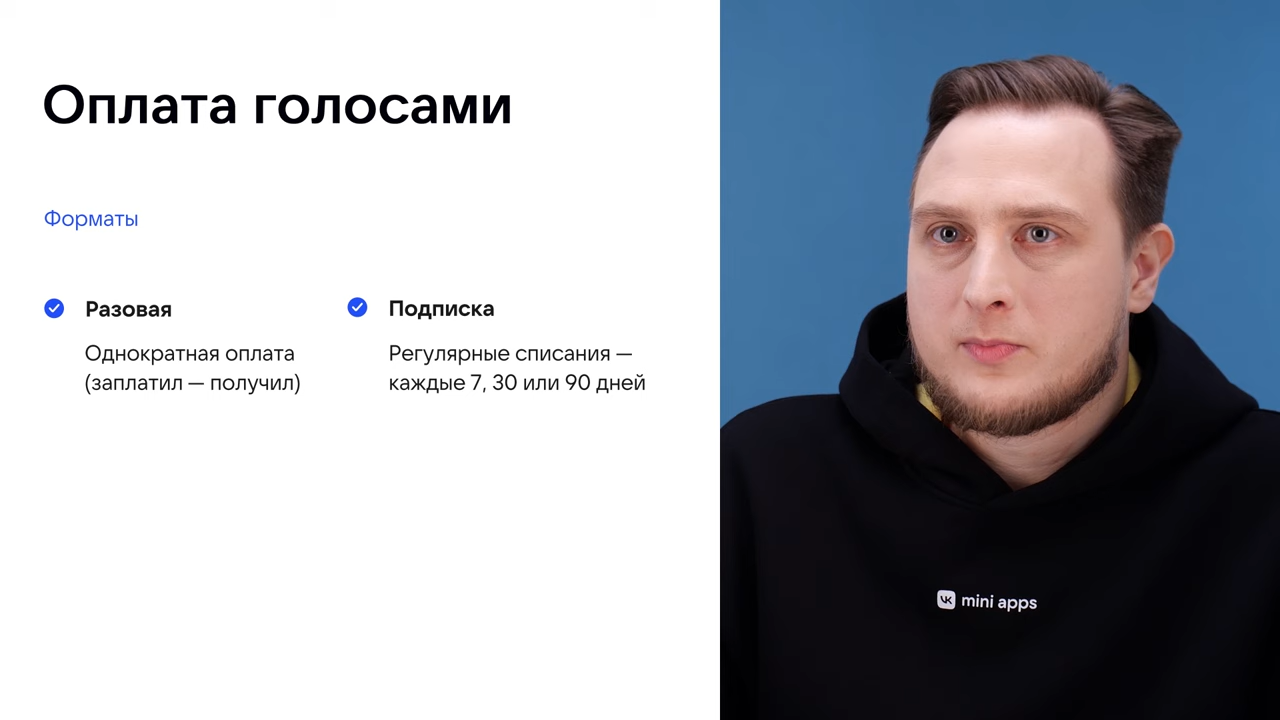 Оплата голосами
Форматы
Разовая
Однократная оплата
(заплатил — получил)
Подписка
Регулярные списания —
каждые 7, 30 или 90 дней
VK mini apps